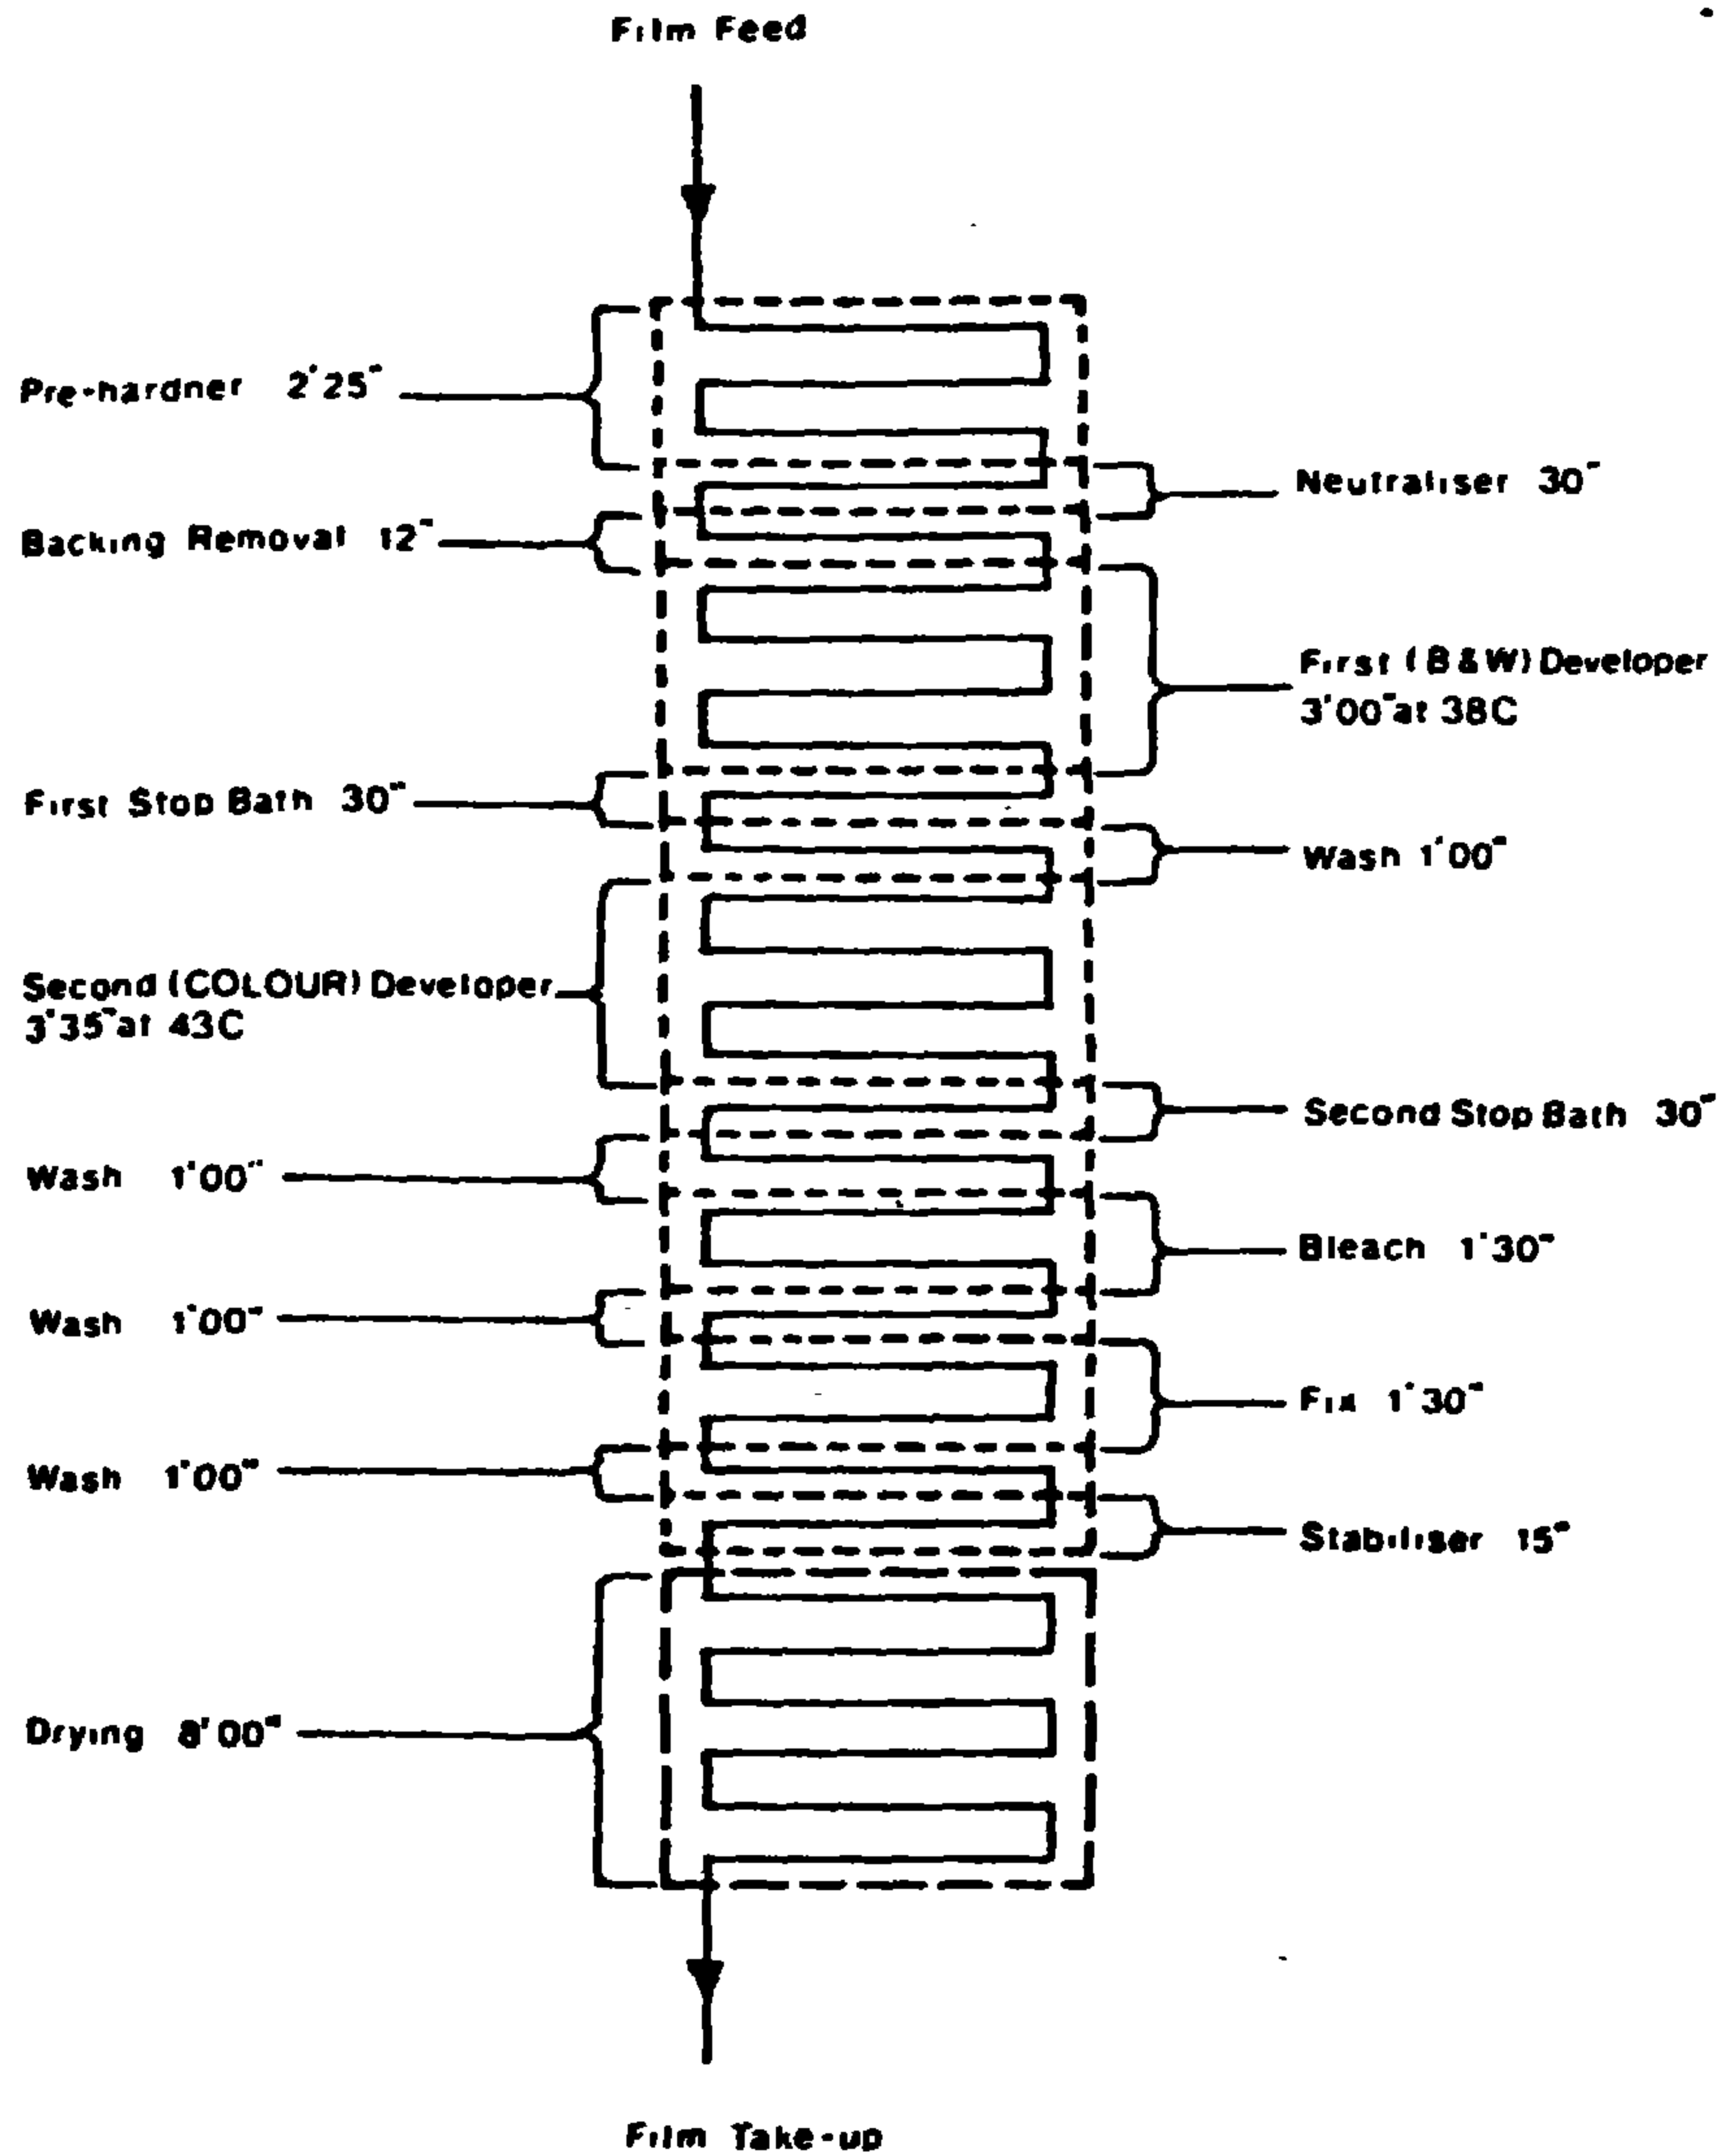 Film Feed
Pre-hardner 2'25"
Neutraliser 30"
Backing Removal 12"
First (B & W) Developer
3'00" at 38C
First Stop Bath 30"
Wash 1'00"
Second (COLOUR) Developer
3'35" at 43C
Second Stop Bath 30"
Wash 1'00"
Bleach 1'30"
Wash 1'00"
Fix 1'30"
Wash 1'00"
Stabiliser 15"
Drying 8'00"
Film Take-up